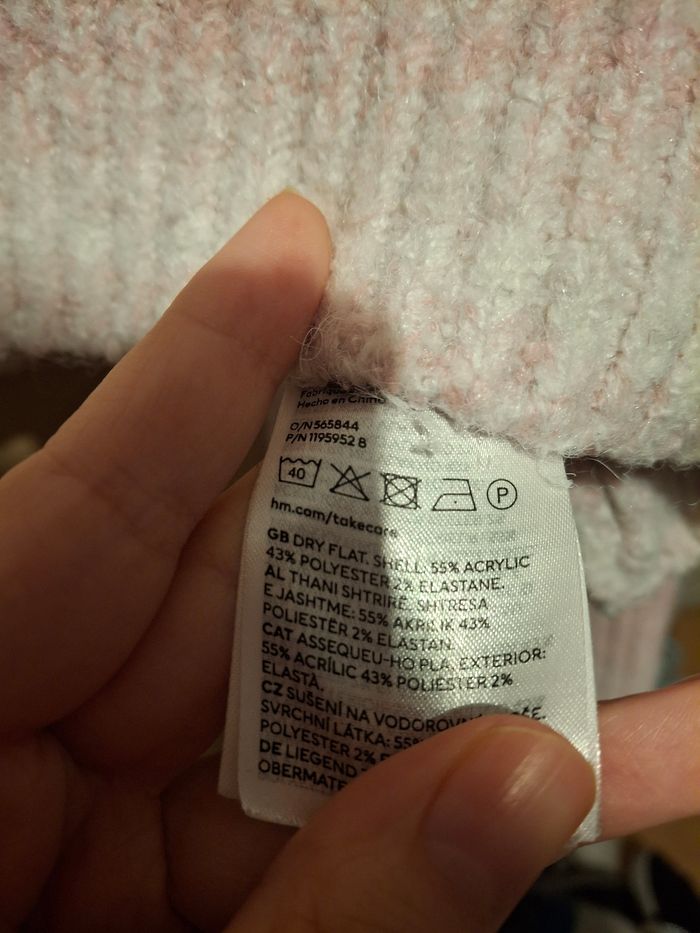 Hecho en China
O/N 565844
P/N 1195952 8
40
P
hm.com/takecare
GB DRY FLAT. SHELL: 55% ACRYLIC
43% POLYESTER 2% ELASTANE.
AL THANI SHTRIRË. SHTRESA
E JASHTME: 55% AKRILIK 43%
POLIESTËR 2% ELASTAN.
CAT ASSEQUEU-HO PLA. EXTERIOR:
55% ACRÍLIC 43% POLIÈSTER 2%
ELASTÀ.
CZ SUŠENÍ NA
SVRCHNÍ LÁTKA: 55%
POLYESTER 2%
DE LIEGEND